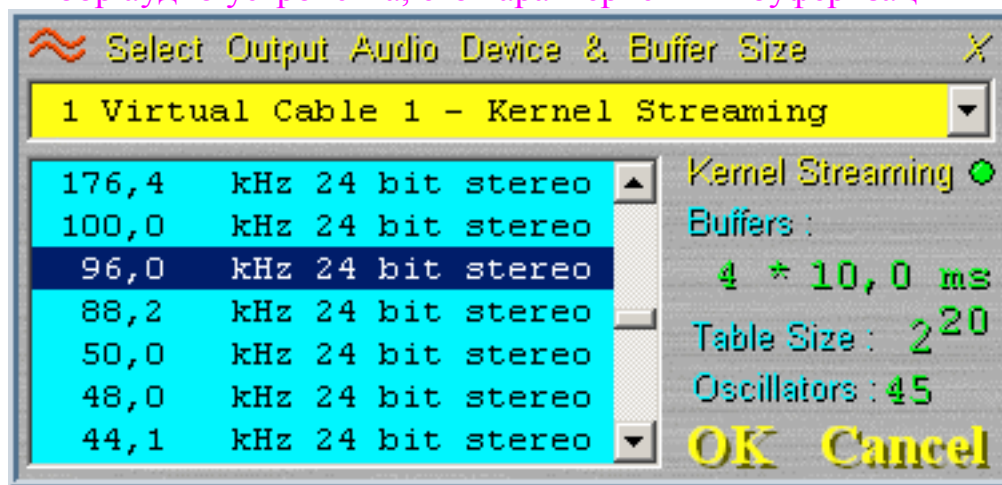 Select Output Audio Device & Buffer Size X
1 Virtual Cable 1 - Kernel Streaming
176,4 kHz 24 bit stereo
100,0 kHz 24 bit stereo
96,0 kHz 24 bit stereo
88,2 kHz 24 bit stereo
50,0 kHz 24 bit stereo
48,0 kHz 24 bit stereo
44,1 kHz 24 bit stereo
Kernel Streaming
Buffers :
4 * 10,0 ms
Table Size : 2^20
Oscillators : 45
OK Cancel